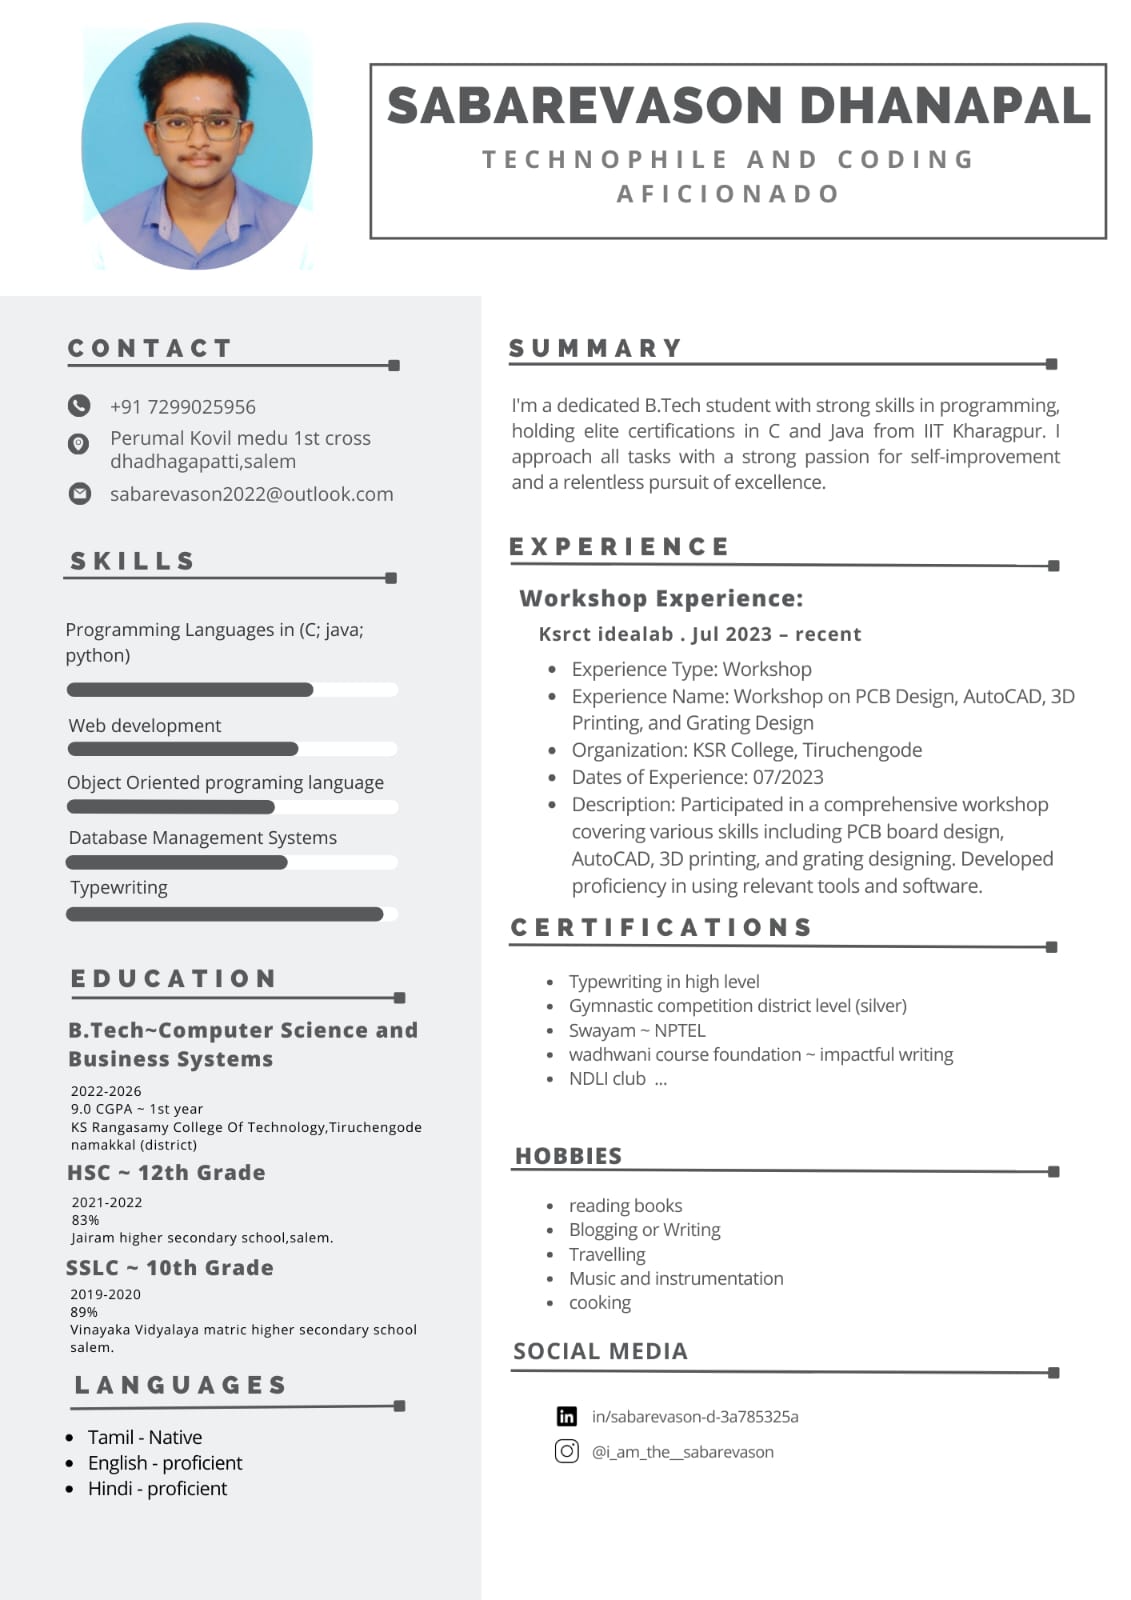 SABAREVASON DHANAPAL
TECHNOPHILE AND CODING
AFICIONADO
CONTACT
+91 7299025956
Perumal Kovil medu 1st cross
dhadhagapatti,salem
sabarevason2022@outlook.com
SKILLS
Programming Languages in (C; java;
python)
Web development
Object Oriented programing language
Database Management Systems
Typewriting
EDUCATION
B.Tech~Computer Science and
Business Systems
2022-2026
9.0 CGPA ~ 1st year
KS Rangasamy College Of Technology,Tiruchengode
namakkal (district)
HSC ~ 12th Grade
2021-2022
83%
Jairam higher secondary school,salem.
SSLC ~ 10th Grade
2019-2020
89%
Vinayaka Vidyalaya matric higher secondary school
salem.
LANGUAGES
• Tamil - Native
• English - proficient
• Hindi - proficient
SUMMARY
I'm a dedicated B.Tech student with strong skills in programming,
holding elite certifications in C and Java from IIT Kharagpur. I
approach all tasks with a strong passion for self-improvement
and a relentless pursuit of excellence.
EXPERIENCE
Workshop Experience:
Ksrct idealab . Jul 2023 – recent
• Experience Type: Workshop
• Experience Name: Workshop on PCB Design, AutoCAD, 3D
Printing, and Grating Design
• Organization: KSR College, Tiruchengode
• Dates of Experience: 07/2023
• Description: Participated in a comprehensive workshop
covering various skills including PCB board design,
AutoCAD, 3D printing, and grating designing. Developed
proficiency in using relevant tools and software.
CERTIFICATIONS
• Typewriting in high level
• Gymnastic competition district level (silver)
• Swayam ~ NPTEL
• wadhwani course foundation ~ impactful writing
• NDLI club ...
HOBBIES
• reading books
• Blogging or Writing
• Travelling
• Music and instrumentation
• cooking
SOCIAL MEDIA
in in/sabarevason-d-3a785325a
@i_am_the__sabarevason